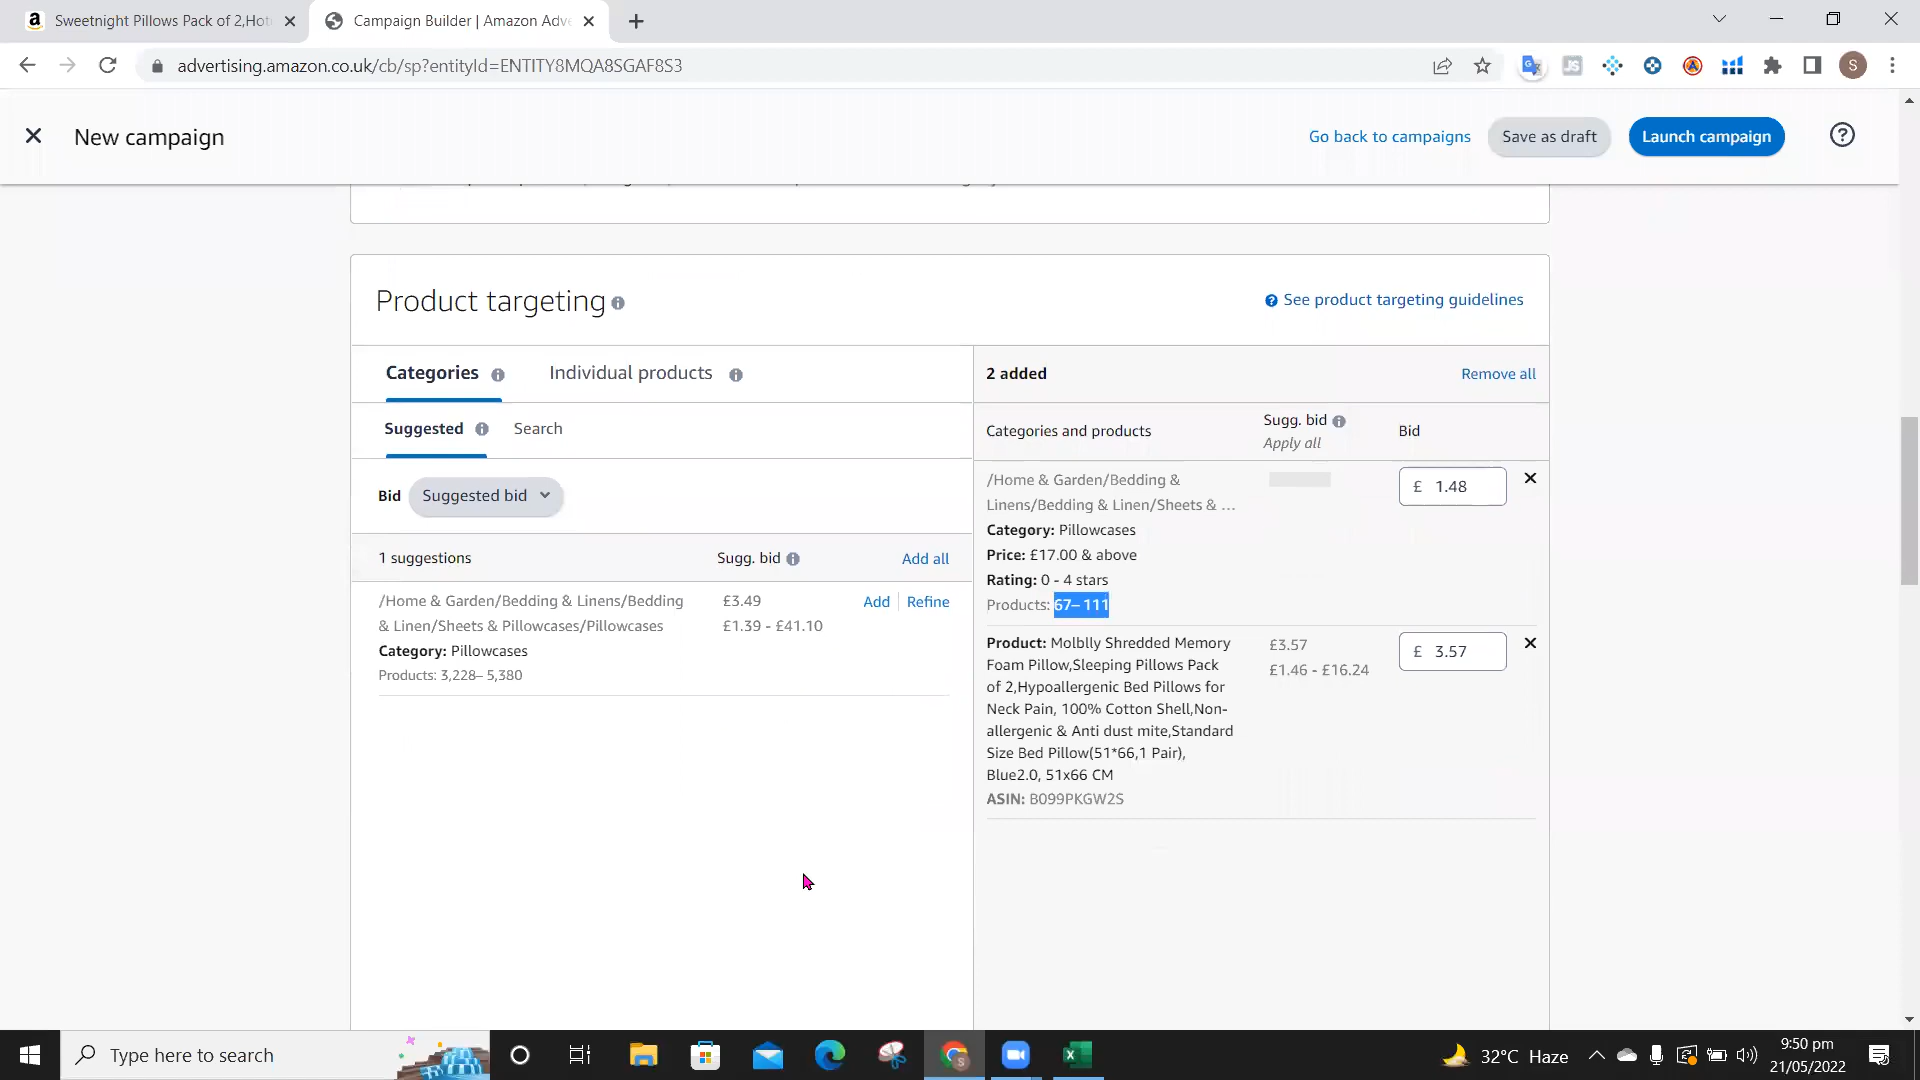 Sweetnight Pillows Pack of 2,Hot
Campaign Builder | Amazon Adve
advertising.amazon.co.uk/cb/sp?entityId=ENTITY8MQA8SGAF8S3
S
New campaign
Go back to campaigns
Save as draft
Launch campaign
Product targeting
See product targeting guidelines
Categories
Individual products
2 added
Remove all
Suggested
Search
Categories and products
Sugg. bid
Apply all
Bid
Bid
Suggested bid
/Home & Garden/Bedding &
Linens/Bedding & Linen/Sheets & ...
£ 1.48
Category: Pillowcases
Price: £17.00 & above
Rating: 0 - 4 stars
Products: 67– 111
1 suggestions
Sugg. bid
Add all
/Home & Garden/Bedding & Linens/Bedding
& Linen/Sheets & Pillowcases/Pillowcases
Category: Pillowcases
Products: 3,228– 5,380
£3.49
£1.39 - £41.10
Add
Refine
Product: Molblly Shredded Memory
Foam Pillow,Sleeping Pillows Pack
of 2,Hypoallergenic Bed Pillows for
Neck Pain, 100% Cotton Shell,Non-
allergenic & Anti dust mite,Standard
Size Bed Pillow(51*66,1 Pair),
Blue2.0, 51x66 CM
ASIN: B099PKGW2S
£3.57
£1.46 - £16.24
£ 3.57
Type here to search
32°C Haze
9:50 pm
21/05/2022